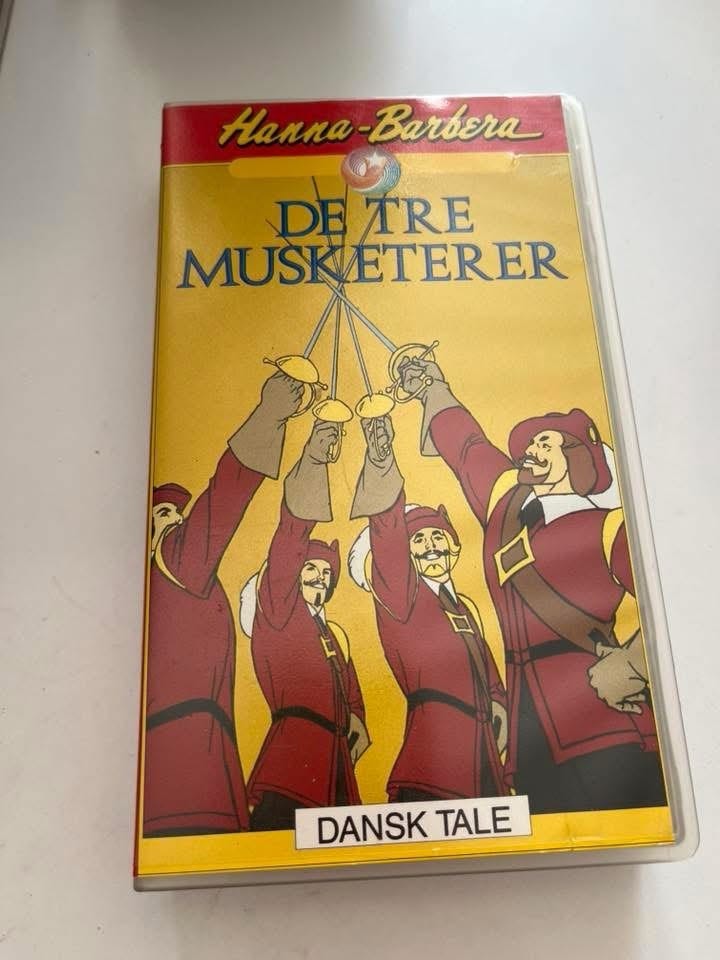 Hanna-Barbera
DE TRE
MUSKETERER
DANSK TALE